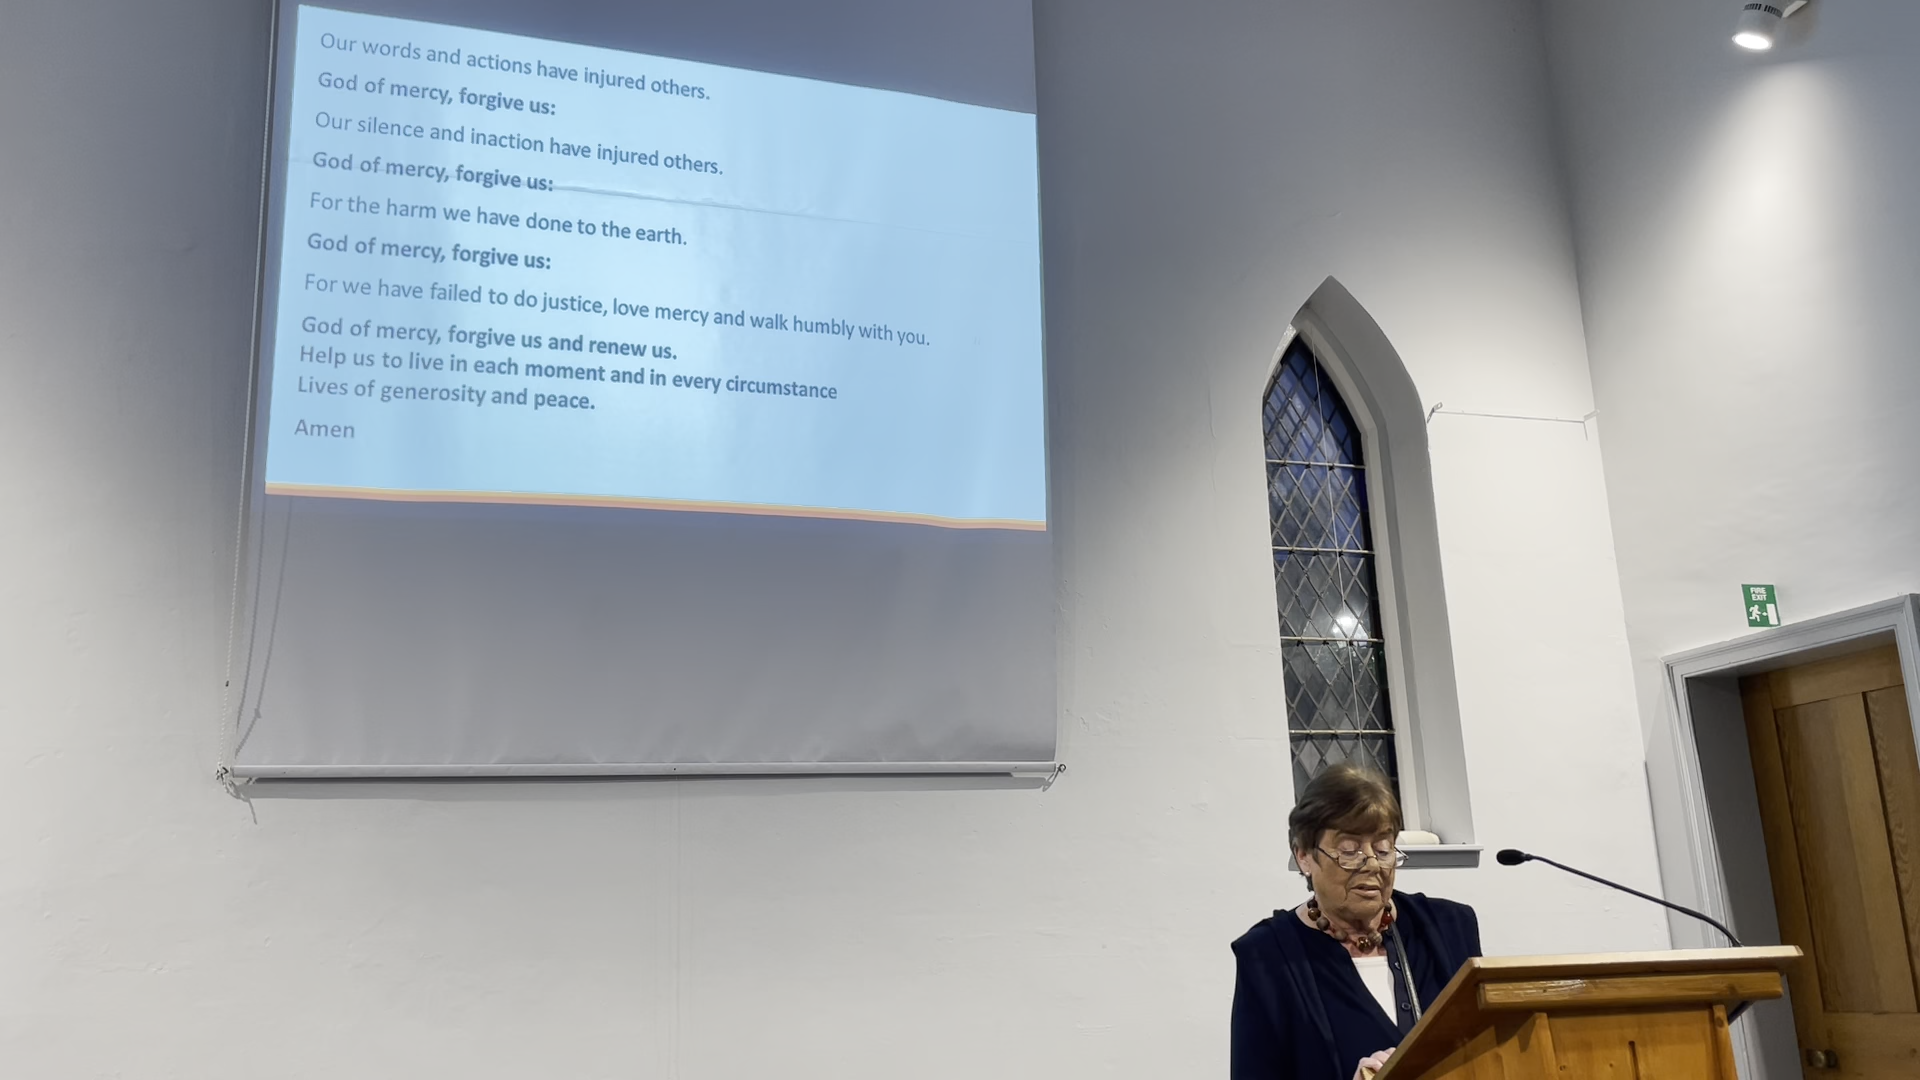 Our words and actions have injured others.
God of mercy, forgive us:
Our silence and inaction have injured others.
God of mercy, forgive us:
For the harm we have done to the earth.
God of mercy, forgive us:
For we have failed to do justice, love mercy and walk humbly with you.
God of mercy, forgive us and renew us.
Help us to live in each moment and in every circumstance
Lives of generosity and peace.
Amen
FIRE
EXIT